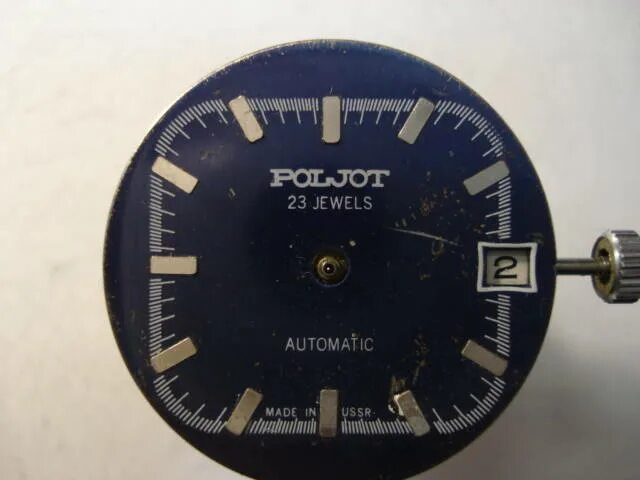 POLJOT
23 JEWELS
2
AUTOMATIC
MADE IN USSR